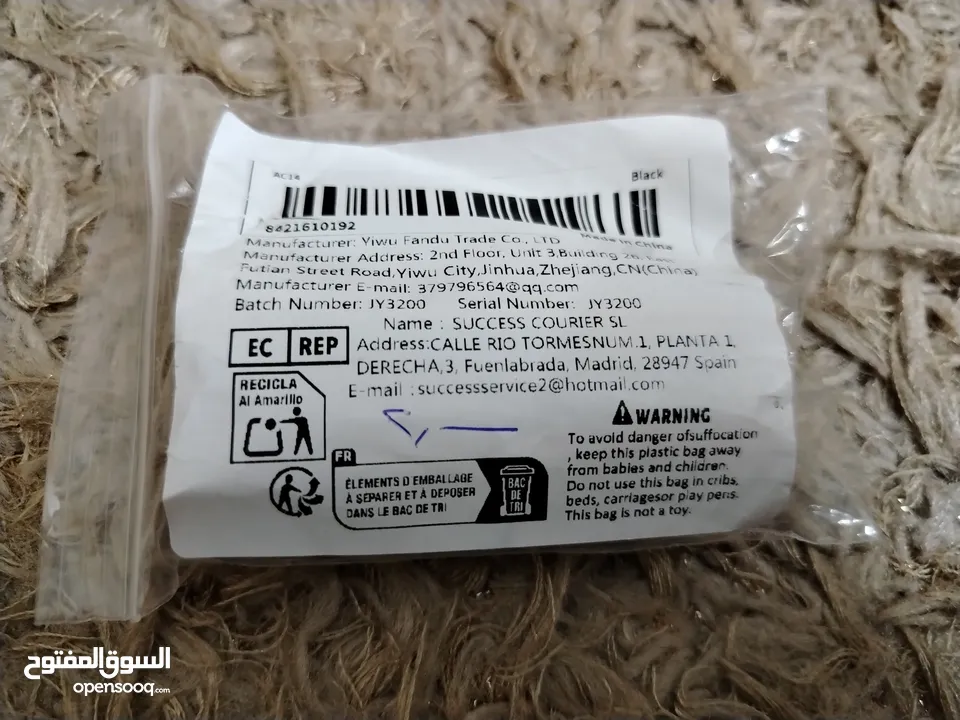 AC14
Black
8421610192
Made in China
Manufacturer: Yiwu Fandu Trade Co., LTD
Manufacturer Address: 2nd Floor, Unit 3,Building
Futian Street Road,Yiwu City,Jinhua,Zhejiang,CN(China)
Manufacturer E-mail: 379796564@qq.com
Batch Number: JY3200 Serial Number: JY3200
EC REP
Name : SUCCESS COURIER SL
Address:CALLE RIO TORMESNUM.1, PLANTA 1,
DERECHA,3, Fuenlabrada, Madrid, 28947 Spain
E-mail :successservice2@hotmail.com
RECICLA
Al Amarillo
FR
ÉLEMENTS D EMBALLAGE
À SEPARER ET À DÉPOSER
DANS LE BAC DE TRI
BAC
DE
TRI
WARNING
To avoid danger ofsuffocation
, keep this plastic bag away
from babies and children.
Do not use this bag in cribs,
beds, carriagesor play pens.
This bag is not a toy.
السوق المفتوح
opensooq.com